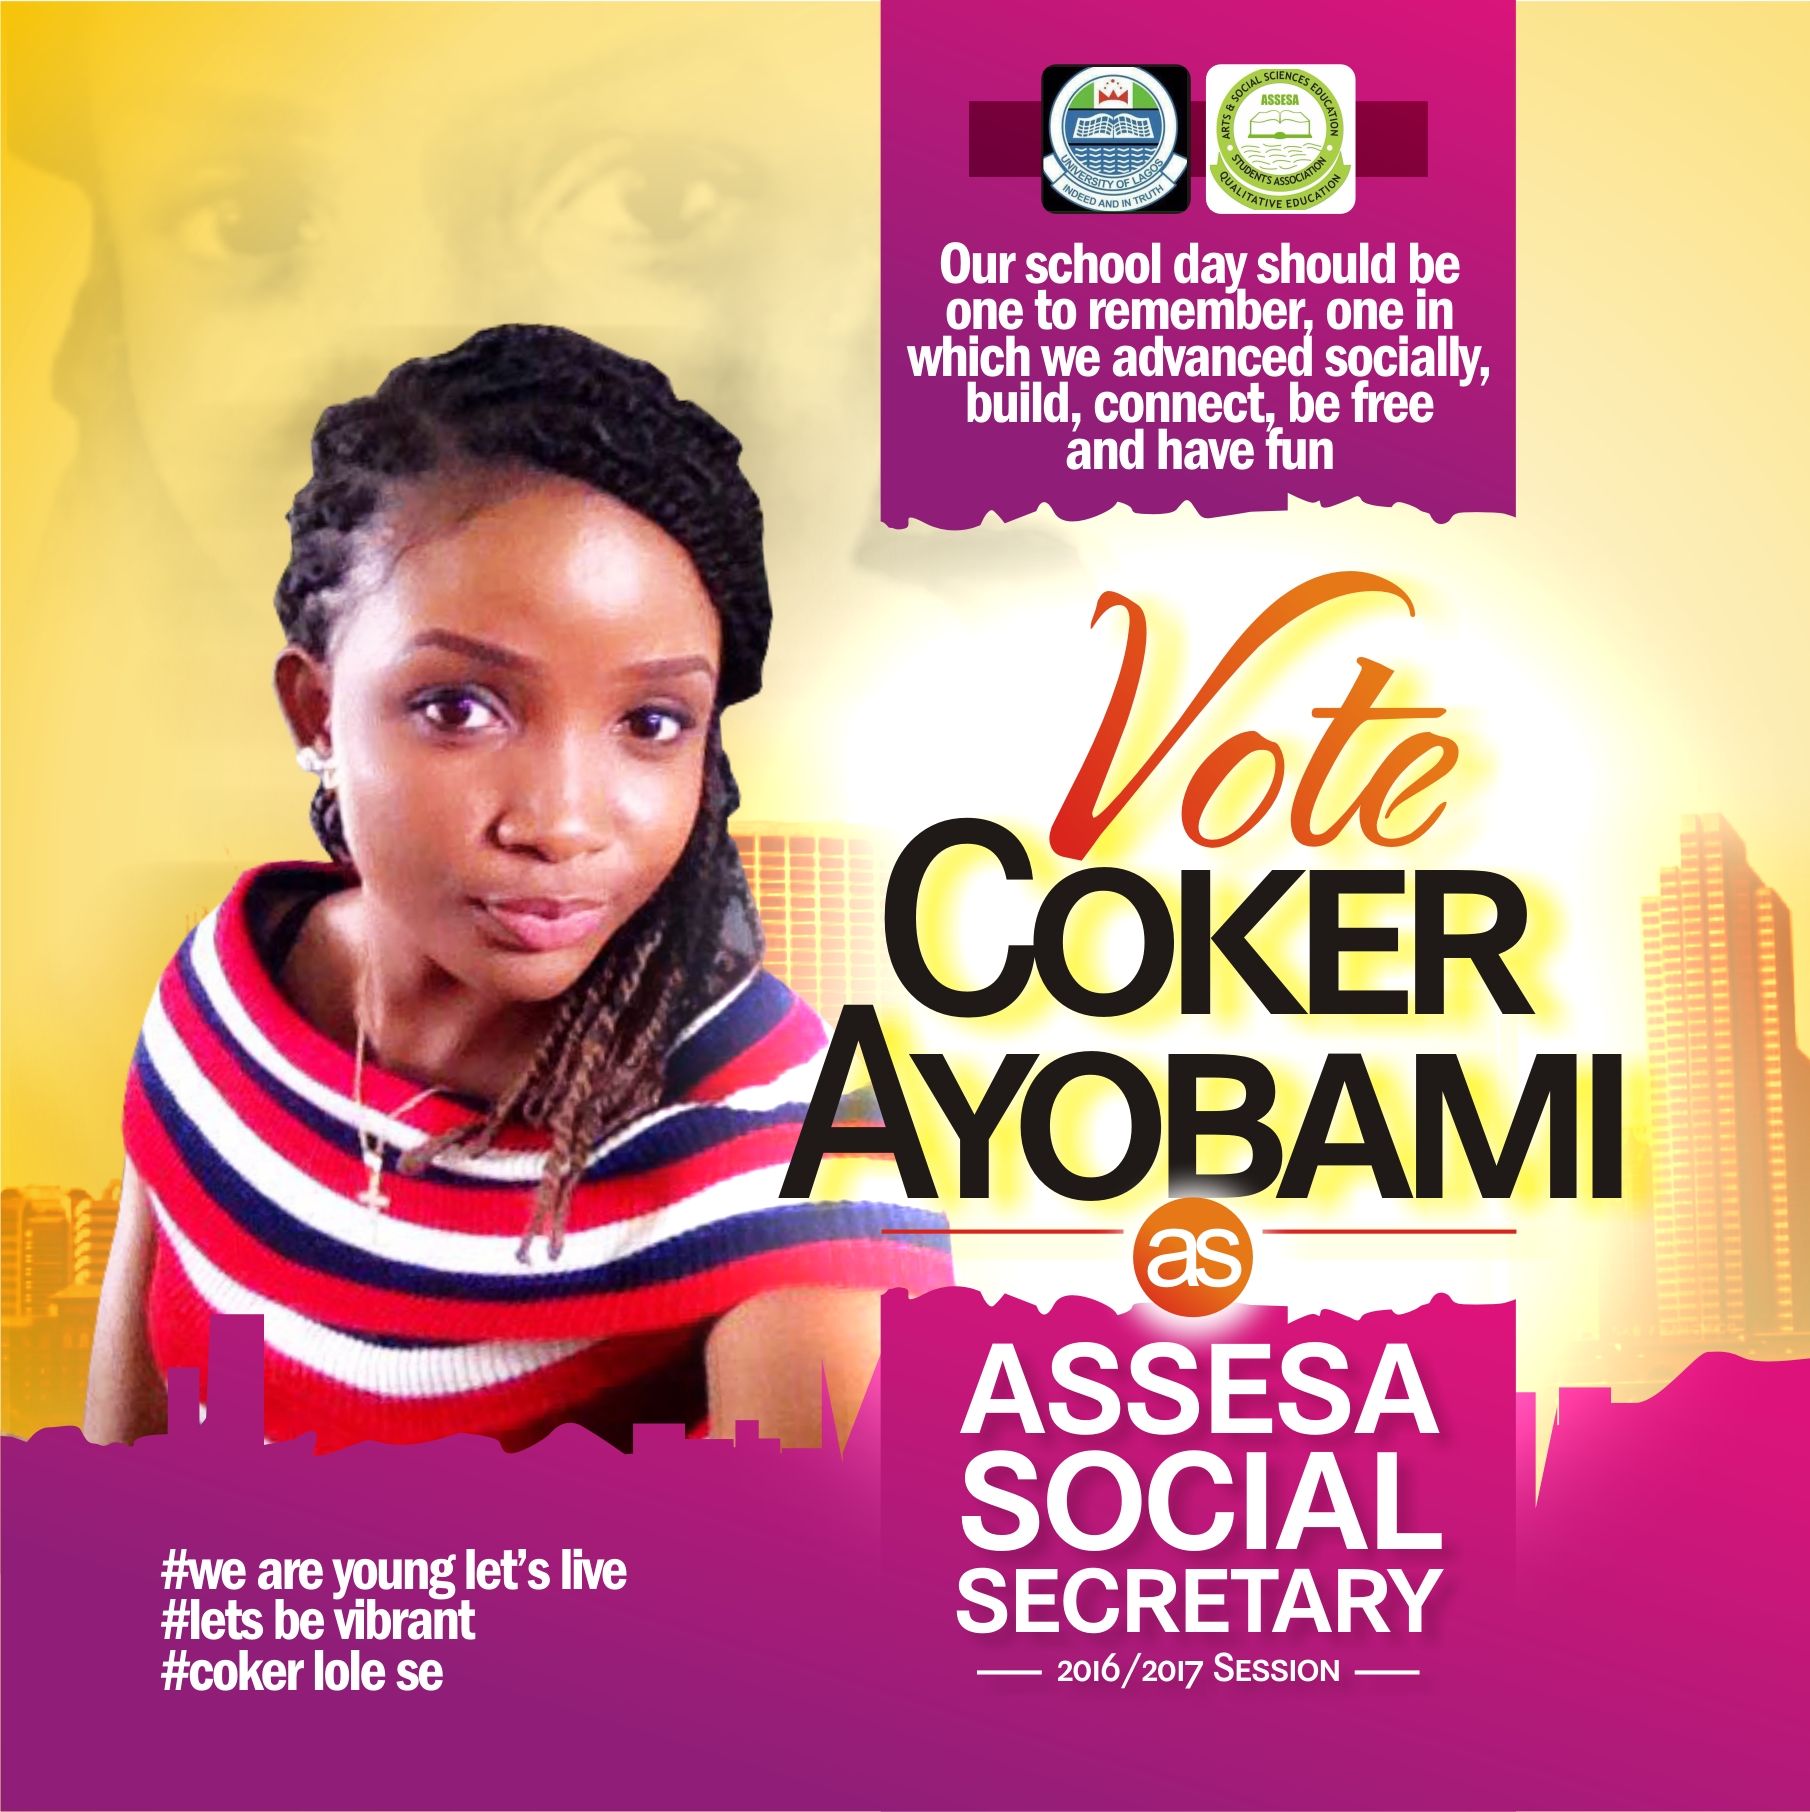 UNIVERSITY OF LAGOS
INDEED AND IN TRUTH
ARTS & SOCIAL SCIENCES EDUCATION
ASSESA
STUDENTS ASSOCIATION
QUALITATIVE EDUCATION
Our school day should be
one to remember, one in
which we advanced socially,
build, connect, be free
and have fun
Vote
COKER
AYOBAMI
as
ASSESA
SOCIAL
SECRETARY
2016/2017 SESSION
#we are young let's live
#lets be vibrant
#coker lole se